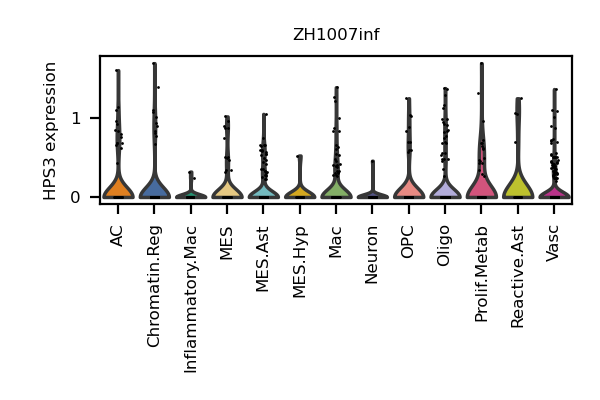 ZH1007inf
HPS3 expression
1
0
AC
Chromatin.Reg
Inflammatory.Mac
MES
MES.Ast
MES.Hyp
Mac
Neuron
OPC
Oligo
Prolif.Metab
Reactive.Ast
Vasc